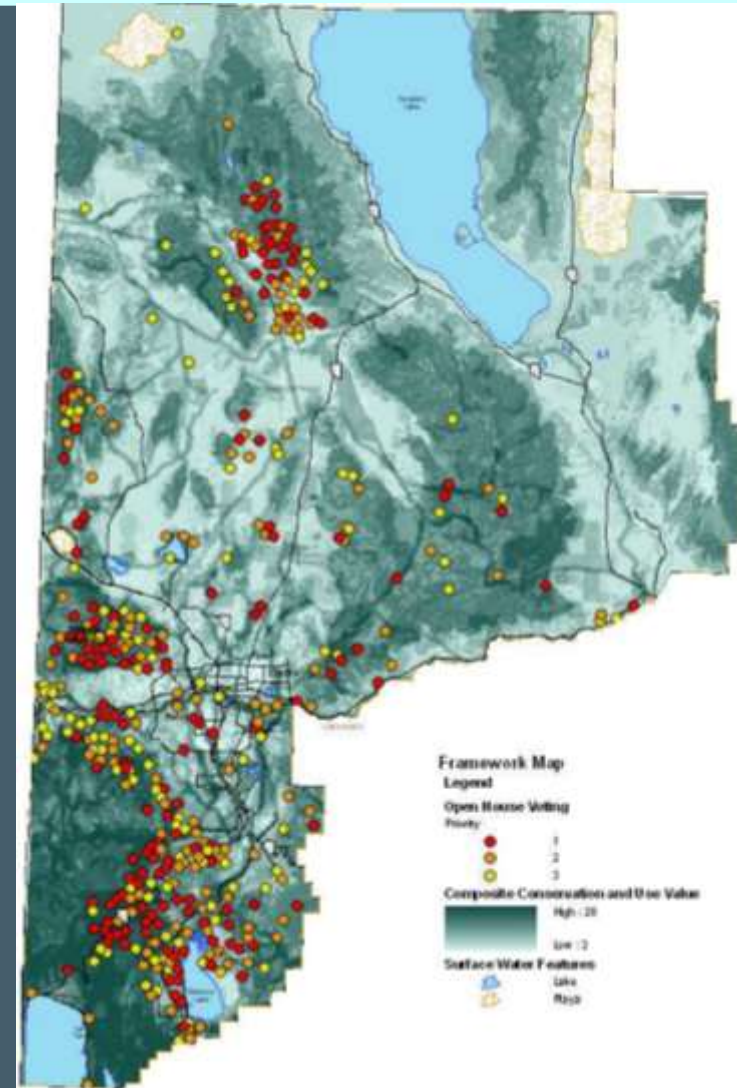 Framework Map
Legend
Open House Voting
Priority
1
2
3
Composite Conservation and Use Value
High : 28
Low : 2
Surface Water Features
Lake
Playa